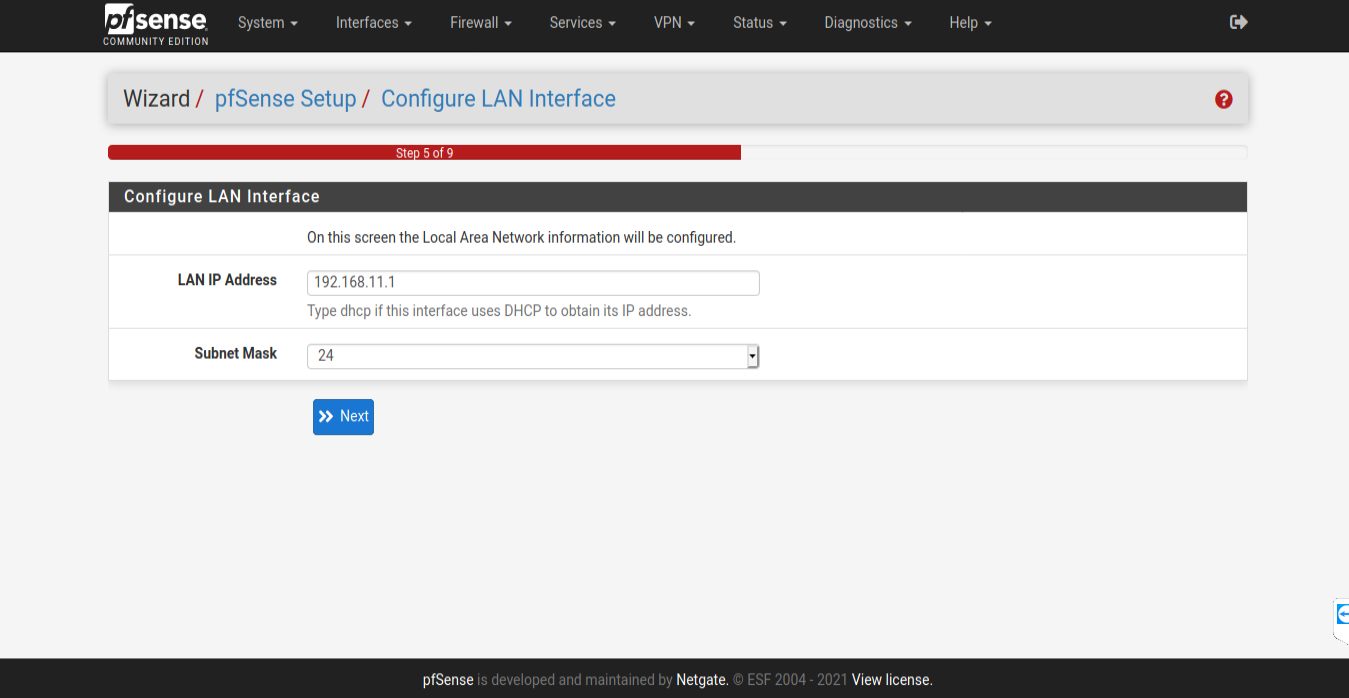 pfsense
COMMUNITY EDITION
System Interfaces Firewall Services VPN Status Diagnostics Help
Wizard / pfSense Setup / Configure LAN Interface
Step 5 of 9
Configure LAN Interface
On this screen the Local Area Network information will be configured.
LAN IP Address
192.168.11.1
Type dhcp if this interface uses DHCP to obtain its IP address.
Subnet Mask
24
Next
pfSense is developed and maintained by Netgate. © ESF 2004 - 2021 View license.